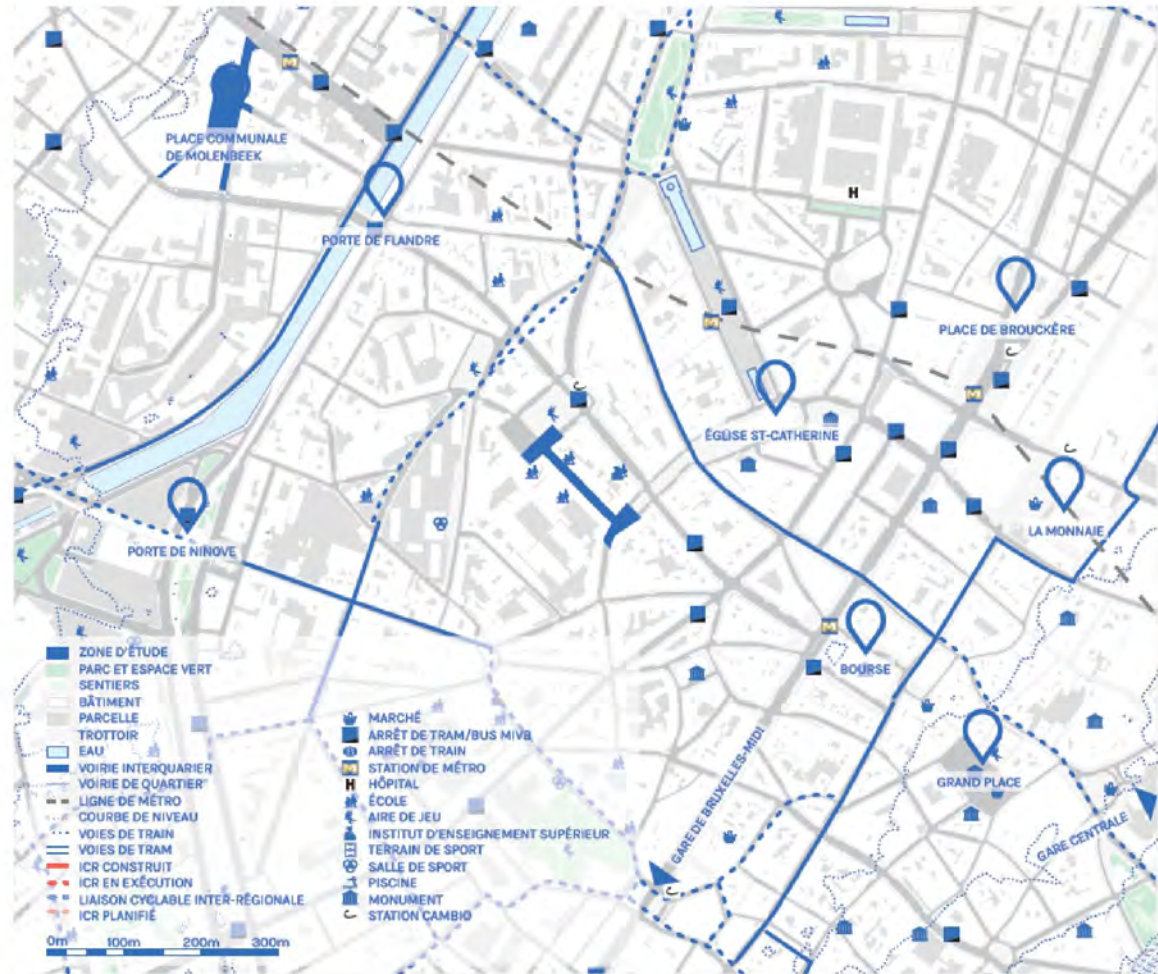 M
PLACE COMMUNALE
DE MOLENBEEK
PORTE DE FLANDRE
H
M
PLACE DE BROUCKÈRE
M
ÉGLISE ST-CATHERINE
LA MONNAIE
PORTE DE NINOVE
M
BOURSE
GRAND PLACE
GARE DE BRUXELLES-MIDI
GARE CENTRALE
ZONE D'ÉTUDE
PARC ET ESPACE VERT
SENTIERS
BÂTIMENT
PARCELLE
TROTTOIR
EAU
VOIRIE INTERQUARIER
VOIRIE DE QUARTIER
LIGNE DE MÉTRO
COURBE DE NIVEAU
VOIES DE TRAIN
VOIES DE TRAM
ICR CONSTRUIT
ICR EN EXÉCUTION
LIAISON CYCLABLE INTER-RÉGIONALE
ICR PLANIFIÉ
MARCHÉ
ARRÊT DE TRAM/BUS MIVB
ARRÊT DE TRAIN
M STATION DE MÉTRO
H HÔPITAL
ÉCOLE
AIRE DE JEU
INSTITUT D'ENSEIGNEMENT SUPÉRIEUR
TERRAIN DE SPORT
SALLE DE SPORT
PISCINE
MONUMENT
STATION CAMBIO
0m 100m 200m 300m